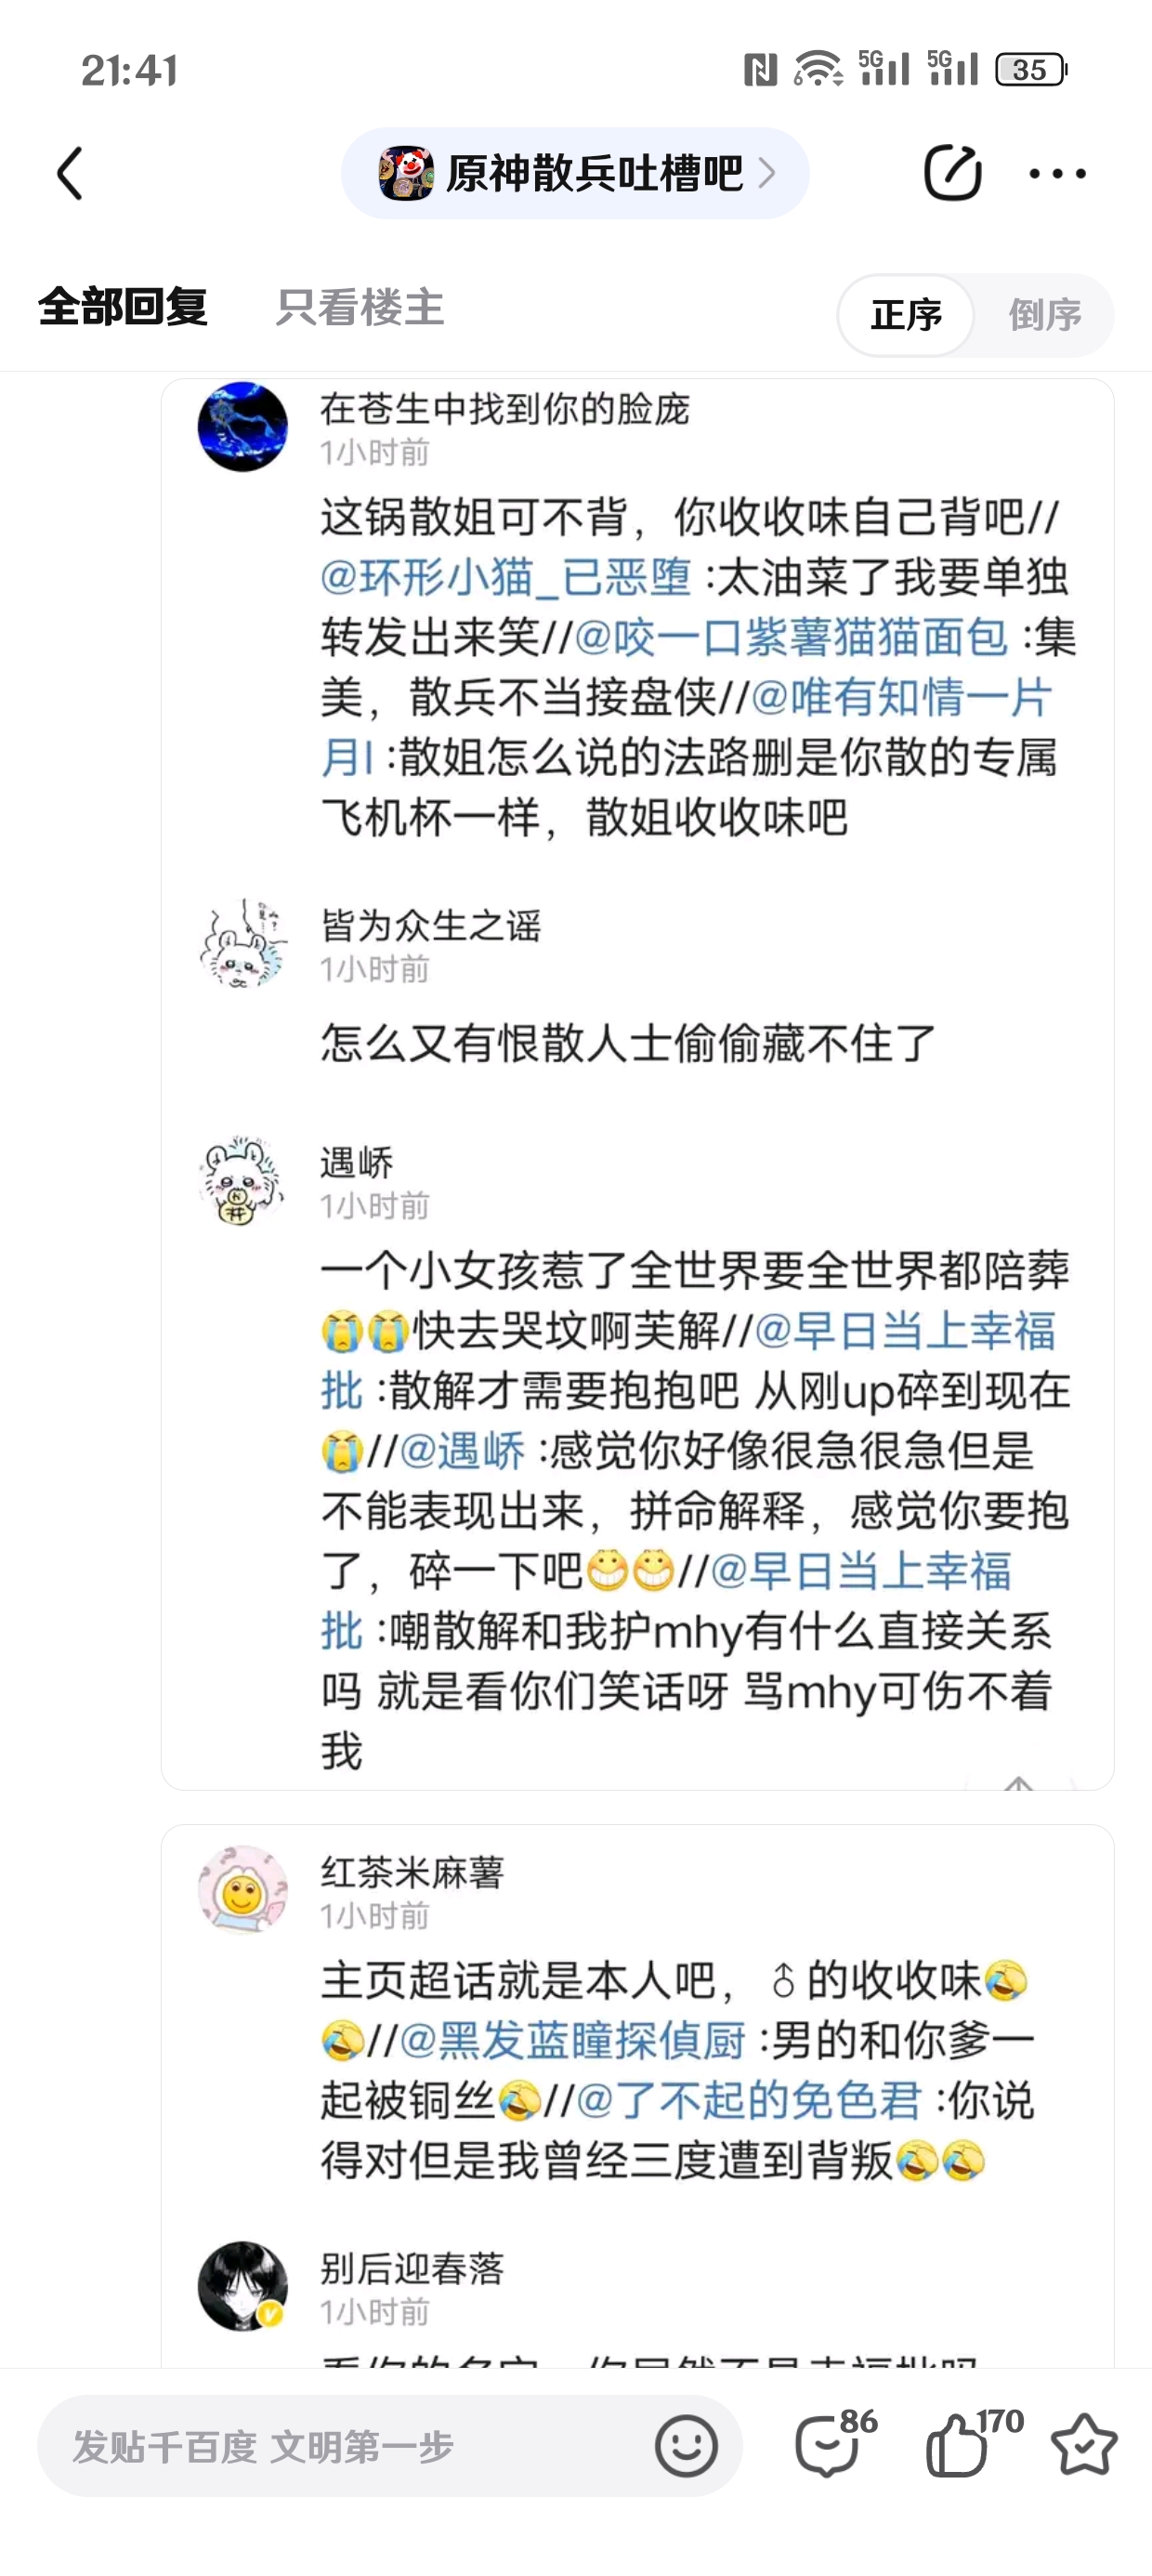 21:41
5G 5G 35
原神散兵吐槽吧
全部回复 只看楼主 正序 倒序
在苍生中找到你的脸庞
1小时前
这锅散姐可不背，你收收味自己背吧//
@环形小猫_已恶堕 :太油菜了我要单独
转发出来笑//@咬一口紫薯猫猫面包 :集
美，散兵不当接盘侠//@唯有知情一片
月l :散姐怎么说的法路删是你散的专属
飞机杯一样，散姐收收味吧
皆为众生之谣
1小时前
怎么又有恨散人士偷偷藏不住了
遇峤
1小时前
一个小女孩惹了全世界要全世界都陪葬
😭😭快去哭坟啊芙解//@早日当上幸福
批 :散解才需要抱抱吧 从刚up碎到现在
😭//@遇峤 :感觉你好像很急很急但是
不能表现出来，拼命解释，感觉你要抱
了，碎一下吧😁😁//@早日当上幸福
批 :嘲散解和我护mhy有什么直接关系
吗 就是看你们笑话呀 骂mhy可伤不着
我
红茶米麻薯
1小时前
主页超话就是本人吧，♂的收收味🤣
🤣//@黑发蓝瞳探侦厨 :男的和你爹一
起被铜丝🤣//@了不起的免色君 :你说
得对但是我曾经三度遭到背叛🤣🤣
别后迎春落
1小时前
发贴千百度 文明第一步 86 170